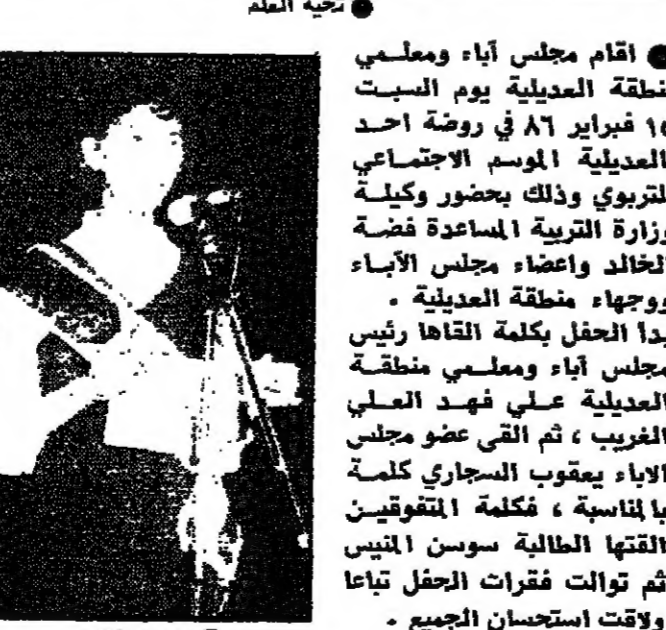 ● تحية العلم
● اقام مجلس آباء ومعلمي
منطقة العديلية يوم السبت
١٥ فبراير ٨٦ في روضة احد
العديلية الموسم الاجتماعي
التربوي وذلك بحضور وكيلة
وزارة التربية المساعدة فضة
الخالد واعضاء مجلس الآباء
ووجهاء منطقة العديلية .
بدأ الحفل بكلمة القاها رئيس
مجلس آباء ومعلمي منطقة
العديلية علي فهد العلي
الغريب ، ثم القى عضو مجلس
الاباء يعقوب السجاري كلمة
بالمناسبة ، فكلمة المتفوقين
القتها الطالبة سوسن المنيس
ثم توالت فقرات الحفل تباعا
ولاقت استحسان الجميع .